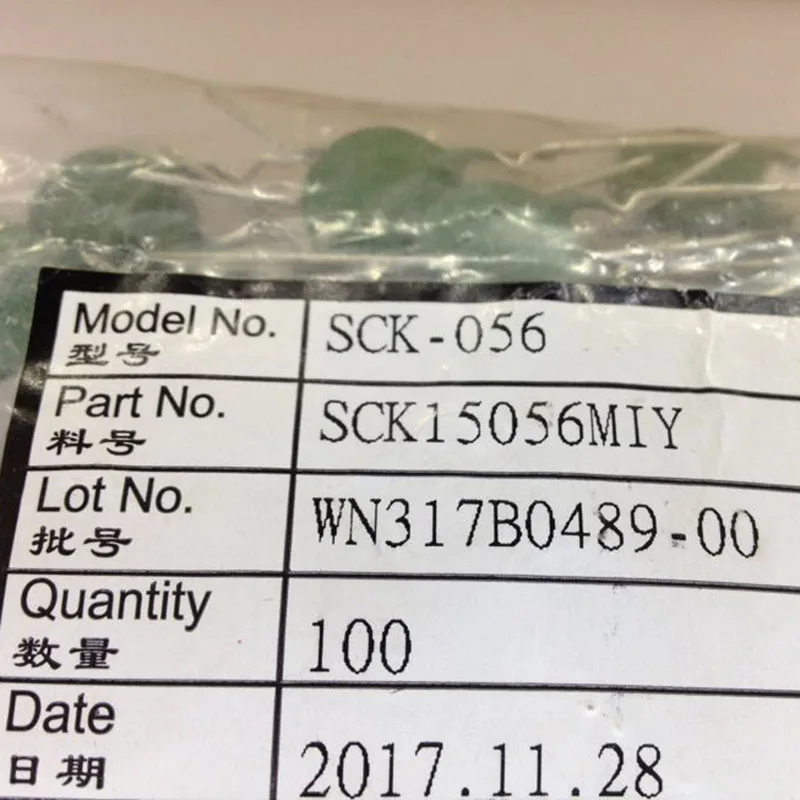 Model No. SCK-056
型号
Part No. SCK15056MIY
料号
Lot No. WN317B0489-00
批号
Quantity 100
数量
Date 2017.11.28
日期